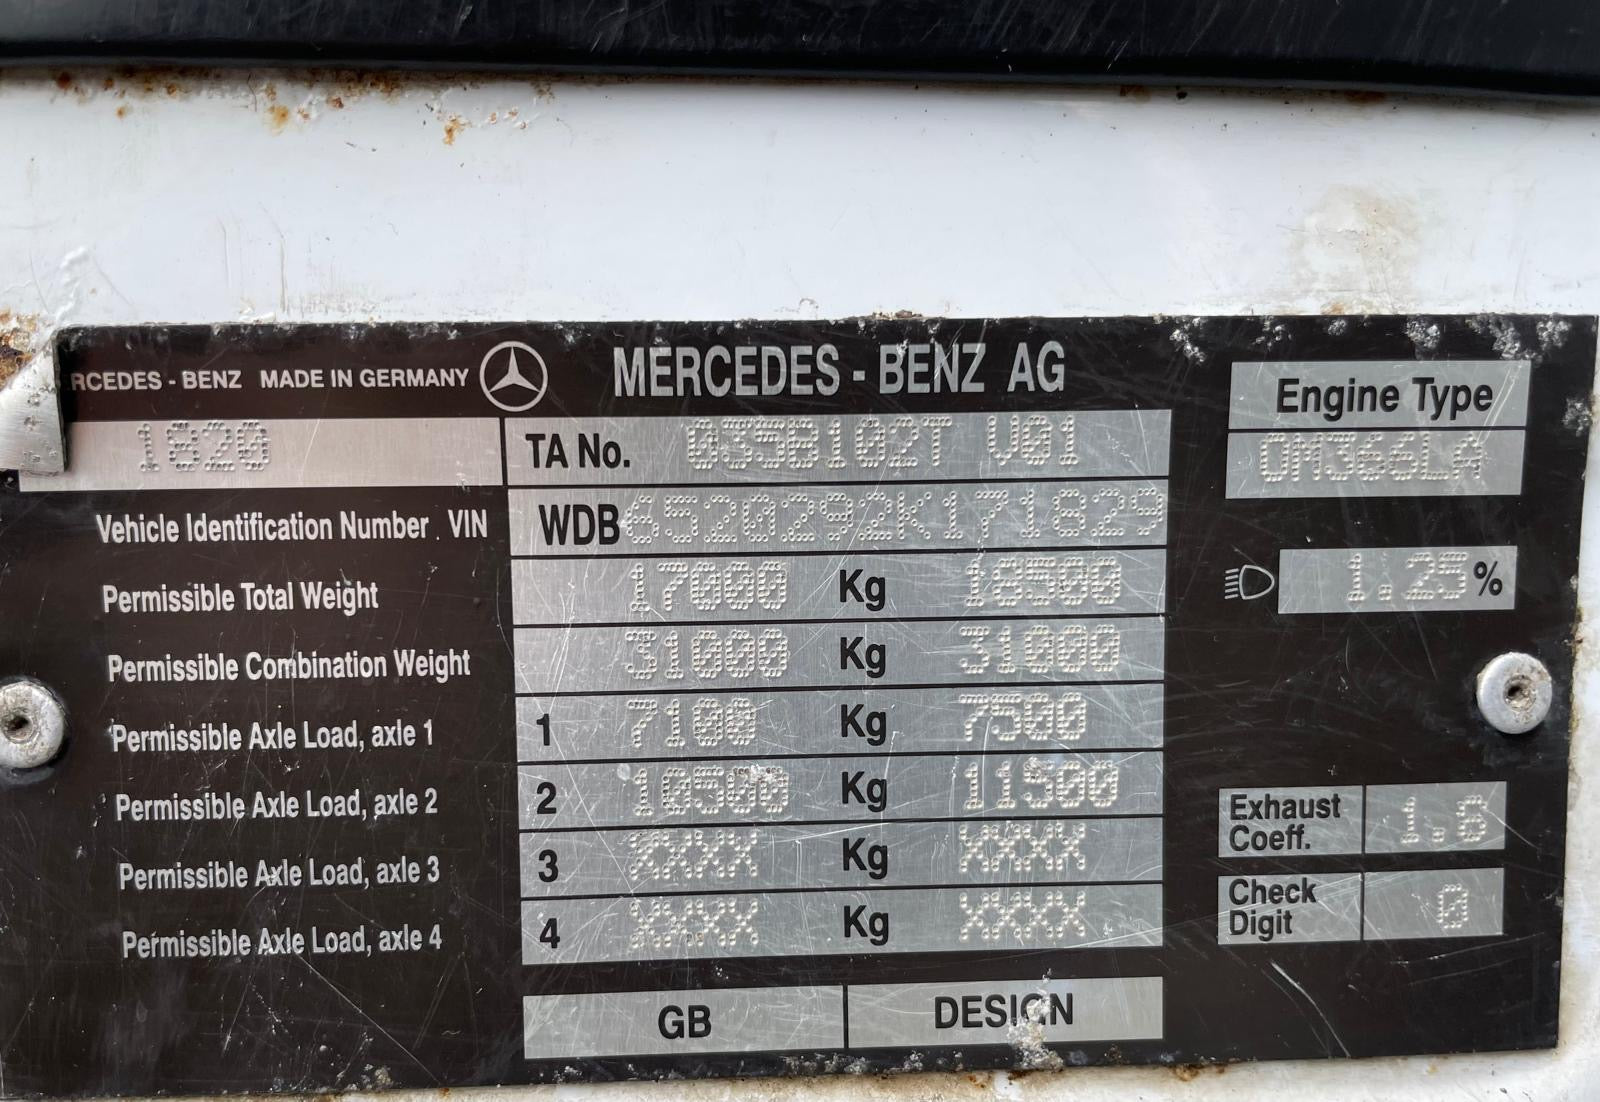 RCEDES - BENZ MADE IN GERMANY
MERCEDES - BENZ AG
Engine Type
1820
TA No. 035B102T V01
OM366LA
Vehicle Identification Number VIN WDB6520292K171829
Permissible Total Weight 17000 Kg 18500
1.25%
Permissible Combination Weight 31000 Kg 31000
Permissible Axle Load, axle 1 1 7100 Kg 7500
Permissible Axle Load, axle 2 2 10500 Kg 11500
Exhaust Coeff. 1.8
Permissible Axle Load, axle 3 3 XXXX Kg XXXX
Check Digit 0
Permissible Axle Load, axle 4 4 XXXX Kg XXXX
GB DESIGN